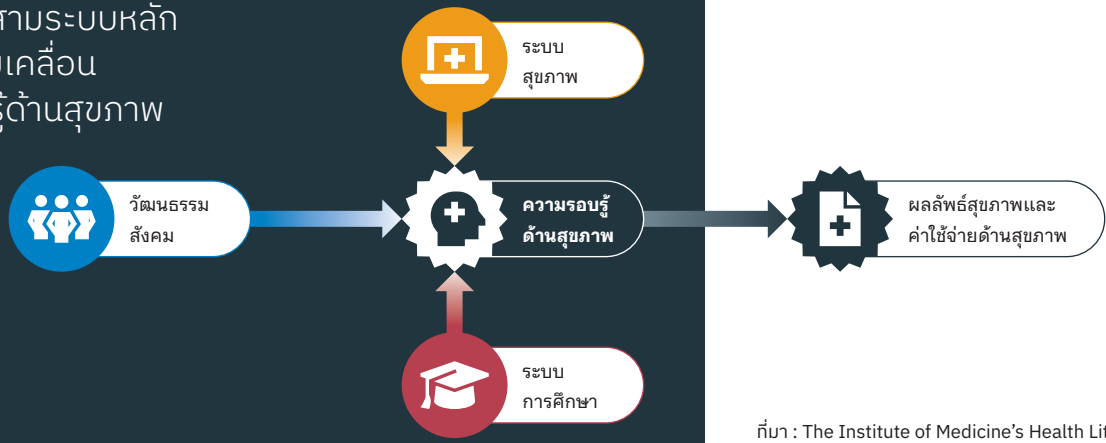 สามระบบหลัก
เคลื่อน
รู้ด้านสุขภาพ
ระบบ
สุขภาพ
วัฒนธรรม
สังคม
ความรอบรู้
ด้านสุขภาพ
ผลลัพธ์สุขภาพและ
ค่าใช้จ่ายด้านสุขภาพ
ระบบ
การศึกษา
ที่มา : The Institute of Medicine’s Health